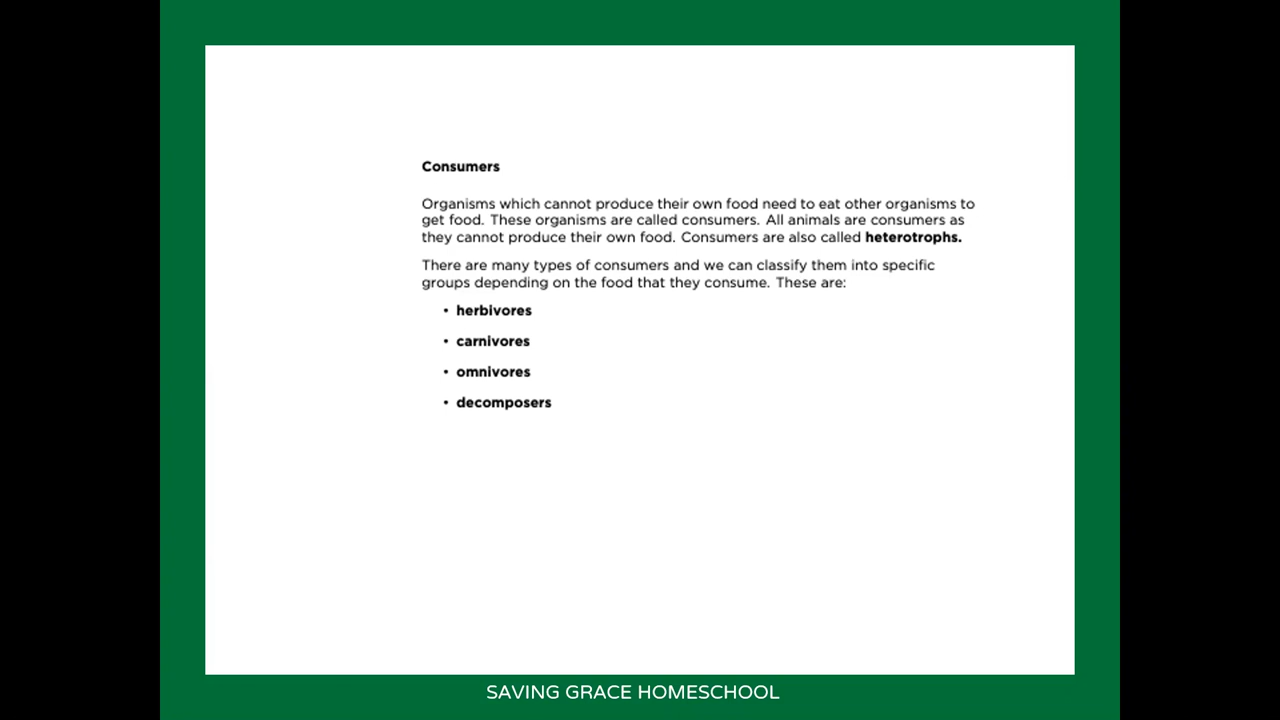 Consumers
Organisms which cannot produce their own food need to eat other organisms to
get food. These organisms are called consumers. All animals are consumers as
they cannot produce their own food. Consumers are also called heterotrophs.
There are many types of consumers and we can classify them into specific
groups depending on the food that they consume. These are:
• herbivores
• carnivores
• omnivores
• decomposers
SAVING GRACE HOMESCHOOL